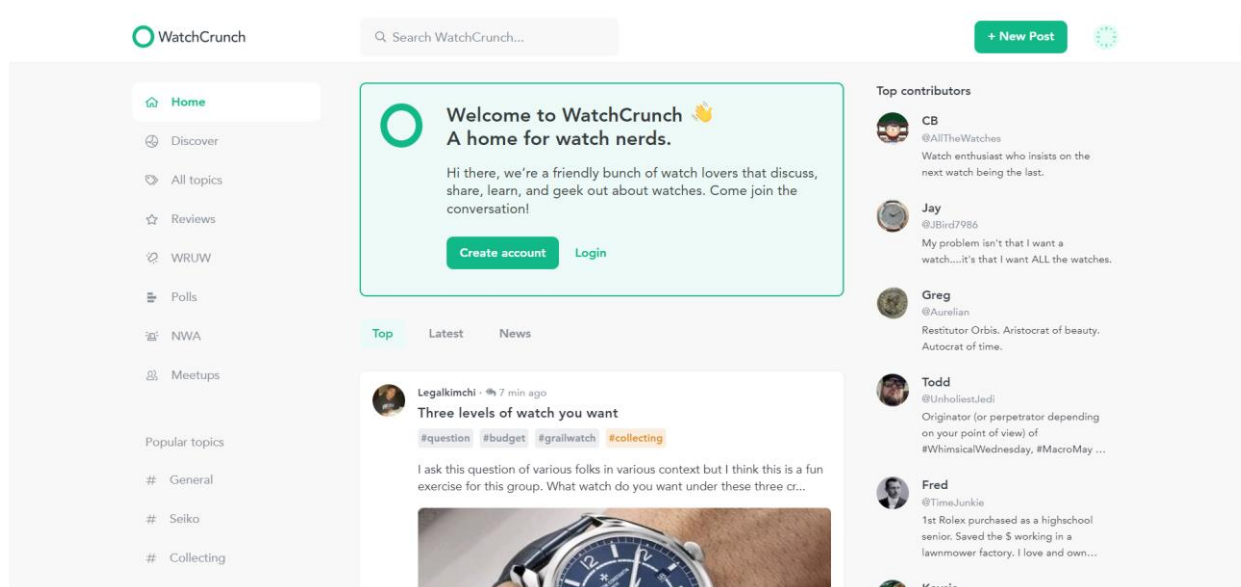 WatchCrunch
Search WatchCrunch...
+ New Post
Home
Discover
All topics
Reviews
WRUW
Polls
NWA
Meetups
Popular topics
# General
# Seiko
# Collecting
Welcome to WatchCrunch 👋
A home for watch nerds.
Hi there, we're a friendly bunch of watch lovers that discuss,
share, learn, and geek out about watches. Come join the
conversation!
Create account
Login
Top
Latest
News
Legalkimchi · 7 min ago
Three levels of watch you want
#question #budget #grailwatch #collecting
I ask this question of various folks in various context but I think this is a fun
exercise for this group. What watch do you want under these three cr...
12
Top contributors
CB
@AllTheWatches
Watch enthusiast who insists on the
next watch being the last.
Jay
@JBird7986
My problem isn't that I want a
watch....it's that I want ALL the watches.
Greg
@Aurelian
Restitutor Orbis. Aristocrat of beauty.
Autocrat of time.
Todd
@UnholiestJedi
Originator (or perpetrator depending
on your point of view) of
#WhimsicalWednesday, #MacroMay ...
Fred
@TimeJunkie
1st Rolex purchased as a highschool
senior. Saved the $ working in a
lawnmower factory. I love and own...